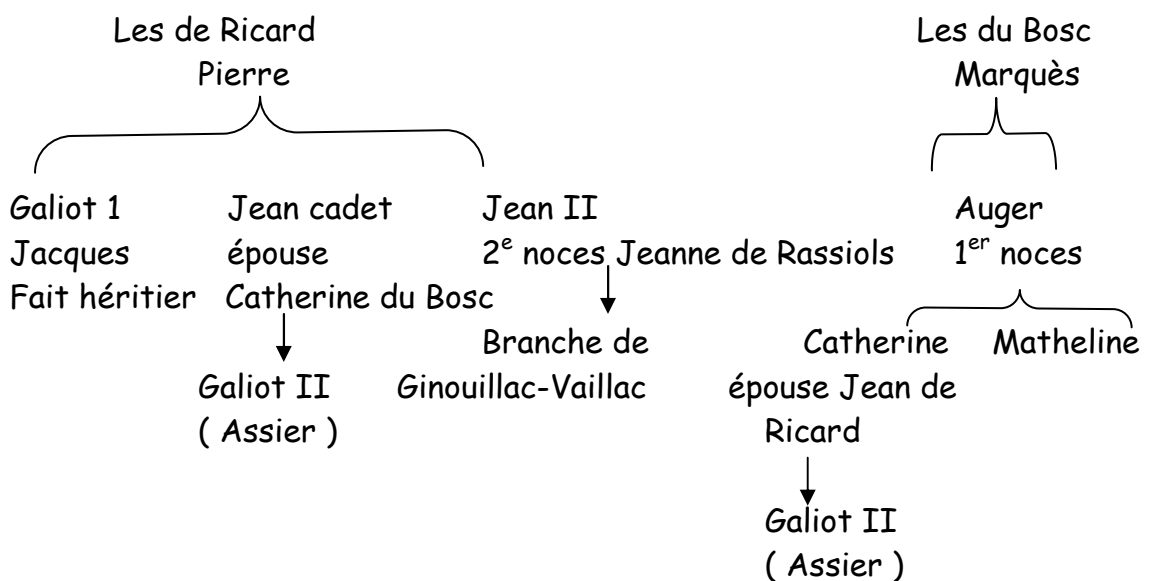 Les de Ricard Les du Bosc
Pierre Marquès
Galiot 1 Jean cadet Jean II Auger
Jacques épouse 2e noces Jeanne de Rassiols 1er noces
Fait héritier Catherine du Bosc
Branche de Catherine Matheline
Galiot II Ginouillac-Vaillac épouse Jean de
( Assier ) Ricard
Galiot II
( Assier )